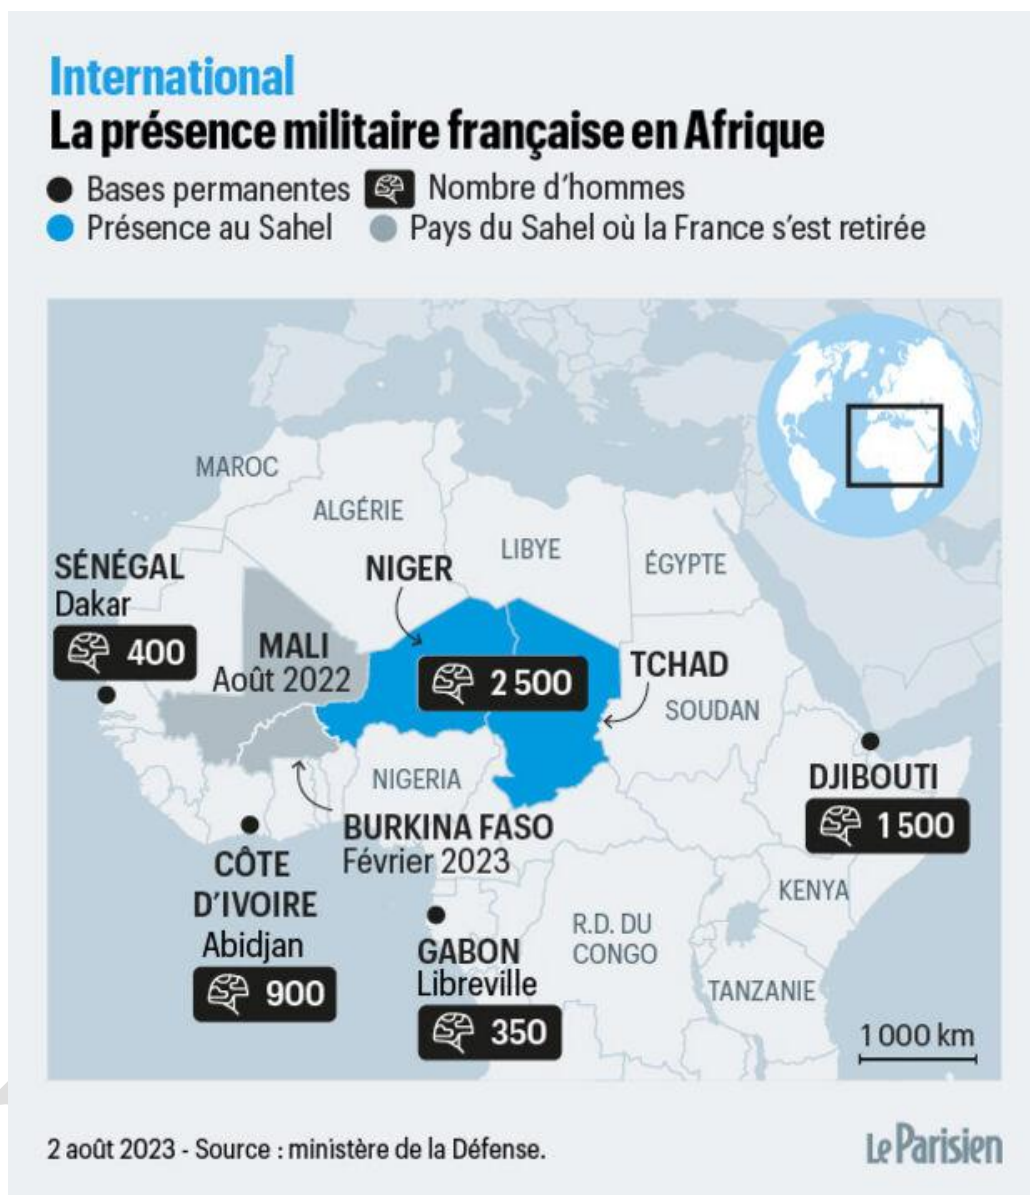 International
La présence militaire française en Afrique
Bases permanentes Nombre d'hommes
Présence au Sahel Pays du Sahel où la France s'est retirée
MAROC
ALGÉRIE
LIBYE
ÉGYPTE
SÉNÉGAL
Dakar
400
NIGER
MALI
Août 2022
2 500
TCHAD
SOUDAN
NIGERIA
DJIBOUTI
1 500
BURKINA FASO
Février 2023
CÔTE
D'IVOIRE
Abidjan
900
GABON
Libreville
350
R.D. DU
CONGO
KENYA
TANZANIE
1 000 km
2 août 2023 - Source : ministère de la Défense.
Le Parisien